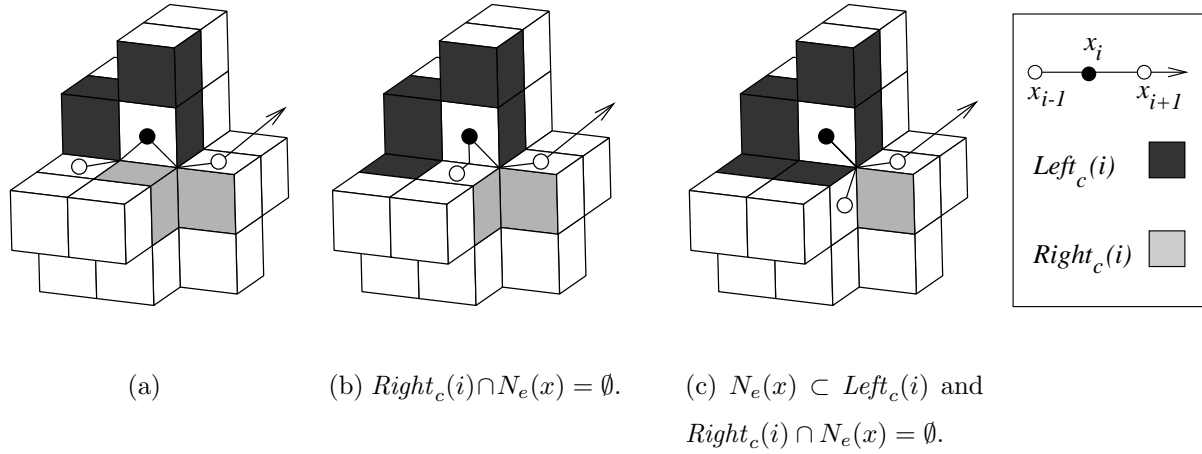 x_i
x_{i-1} x_{i+1}
Left_c(i)
Right_c(i)
(a)
(b) Right_c(i)∩N_e(x) = ∅.
(c) N_e(x) ⊂ Left_c(i) and
Right_c(i) ∩ N_e(x) = ∅.